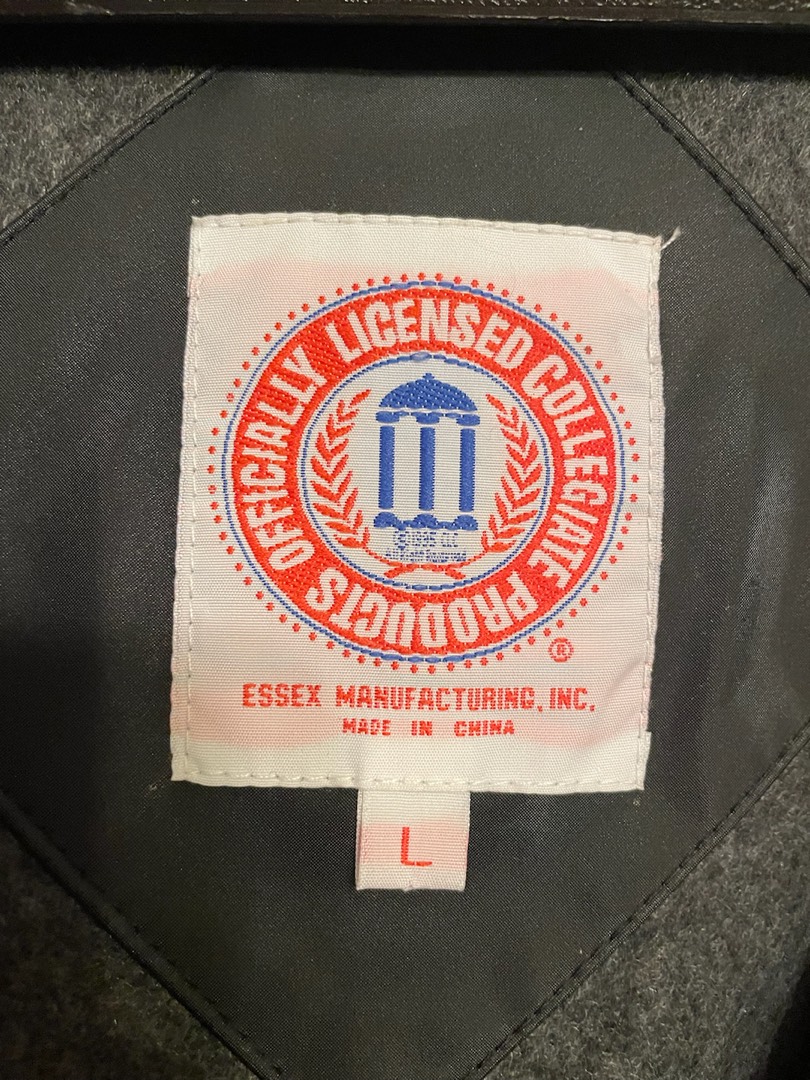 OFFICIALLY LICENSED COLLEGIATE PRODUCTS
®
ESSEX MANUFACTURING, INC.
MADE IN CHINA
L